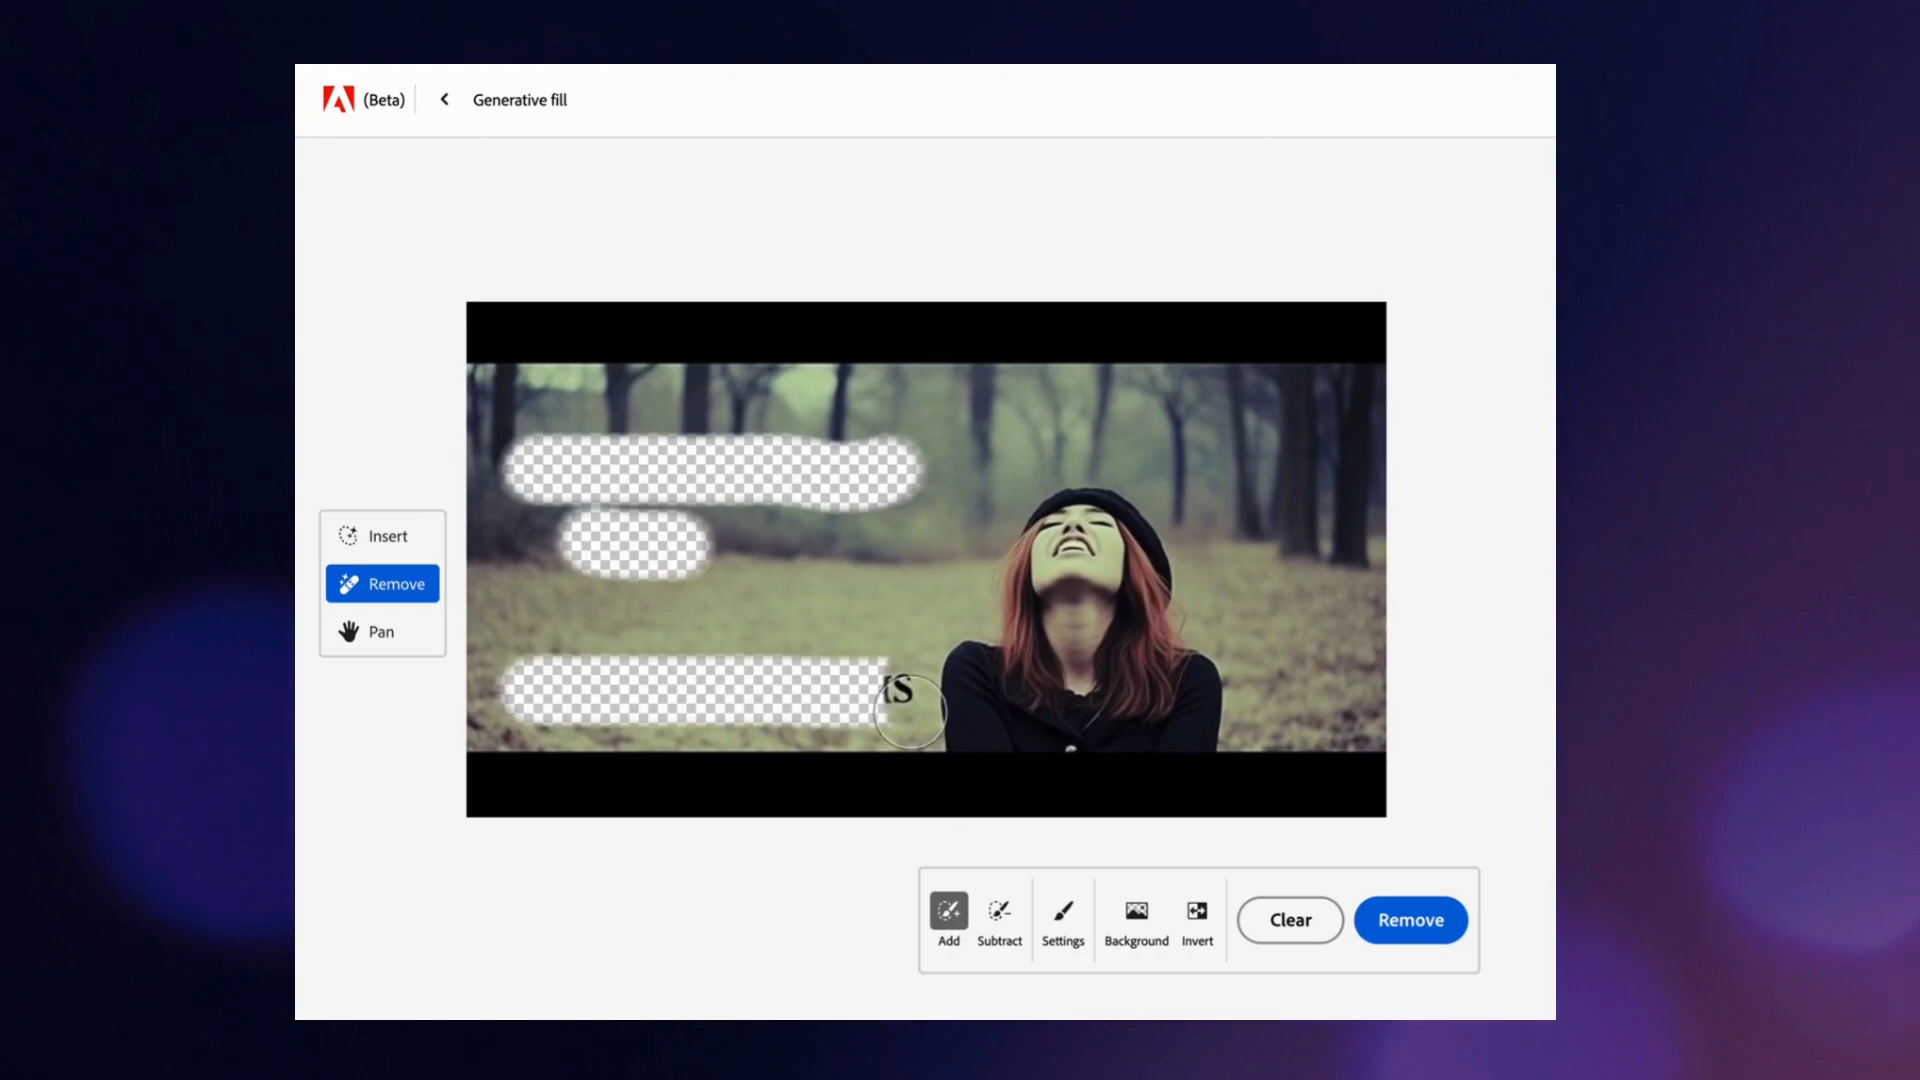 (Beta)
Generative fill
Insert
Remove
Pan
s
Add
Subtract
Settings
Background
Invert
Clear
Remove